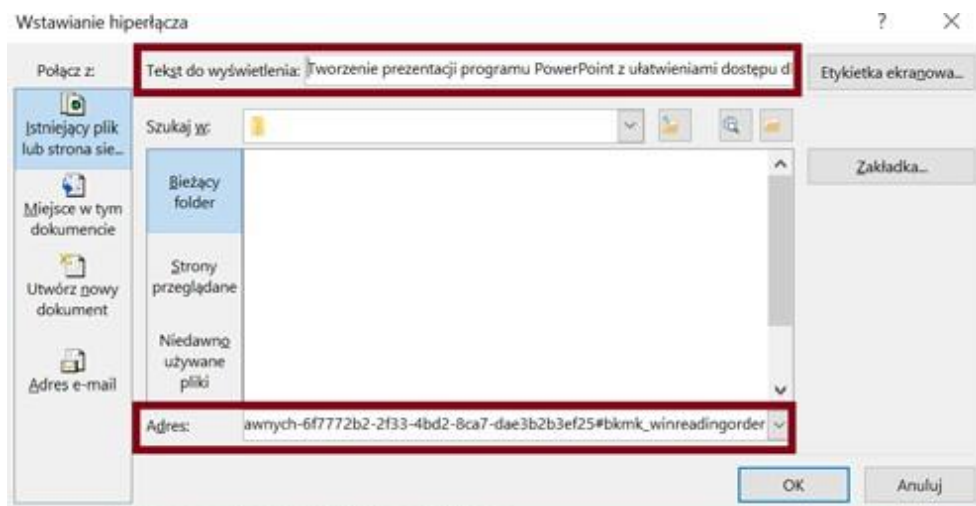 Wstawianie hiperłącza
? ×
Połącz z:
Tekst do wyświetlenia: Tworzenie prezentacji programu PowerPoint z ułatwieniami dostępu dl
Etykietka ekranowa...
Istniejący plik
lub strona sie...
Szukaj w:
Bieżący
folder
Zakładka...
Miejsce w tym
dokumencie
Strony
przeglądane
Utwórz nowy
dokument
Niedawno
używane
pliki
Adres e-mail
Adres: awnych-6f7772b2-2f33-4bd2-8ca7-dae3b2b3ef25#bkmk_winreadingorder
OK Anuluj